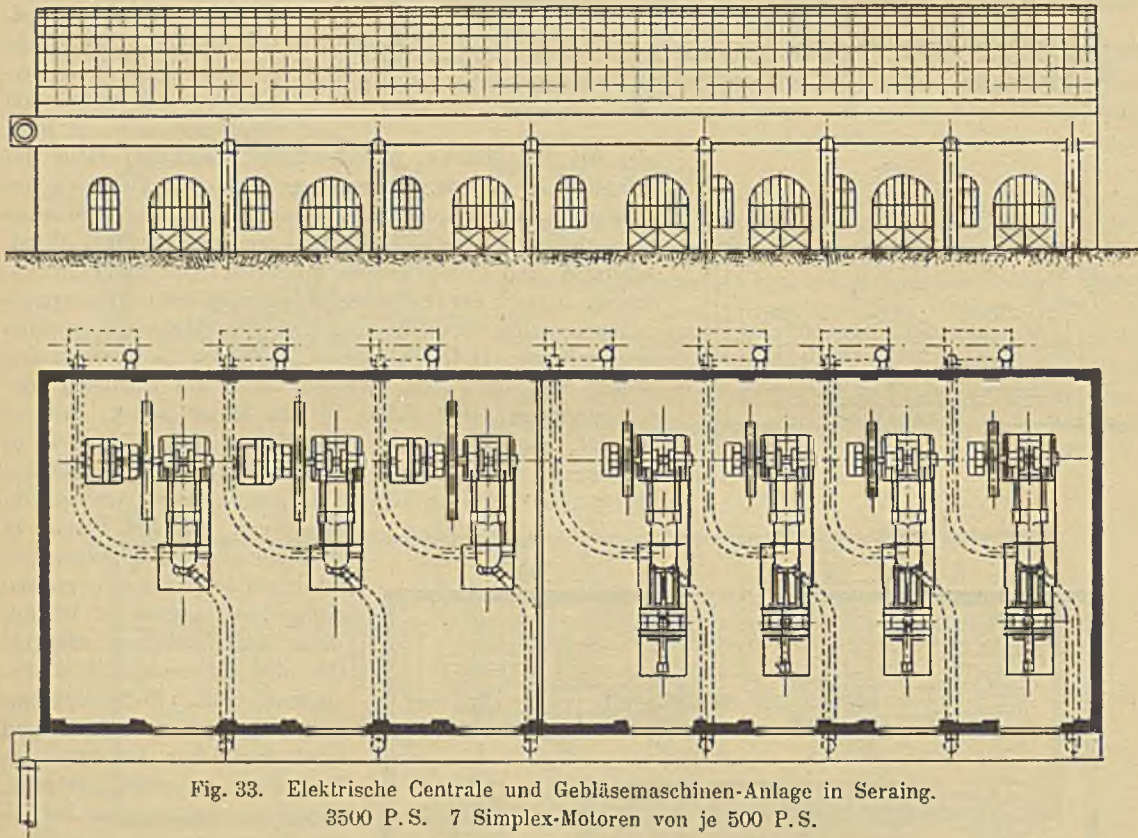 Fig. 33. Elektrische Centrale und Gebläsemaschinen-Anlage in Seraing.
3500 P. S. 7 Simplex-Motoren von je 500 P. S.